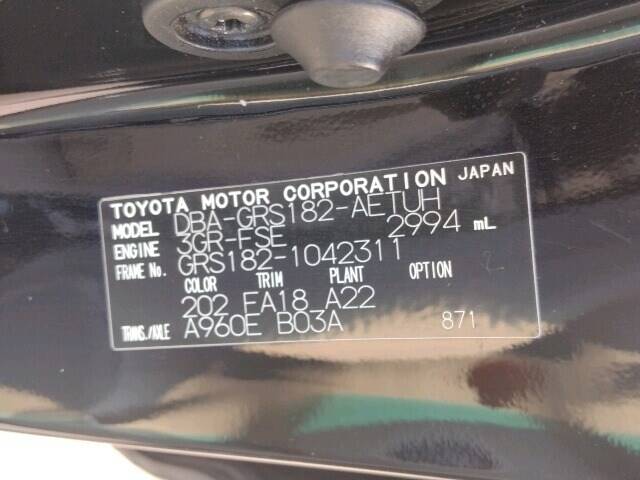 TOYOTA MOTOR CORPORATION JAPAN
MODEL DBA-GRS182-AETUH
ENGINE 3GR-FSE 2994 mL
FRAME No. GRS182-1042311
COLOR TRIM PLANT OPTION
202 FA18 A22
TRANS./AXLE A960E B03A 871